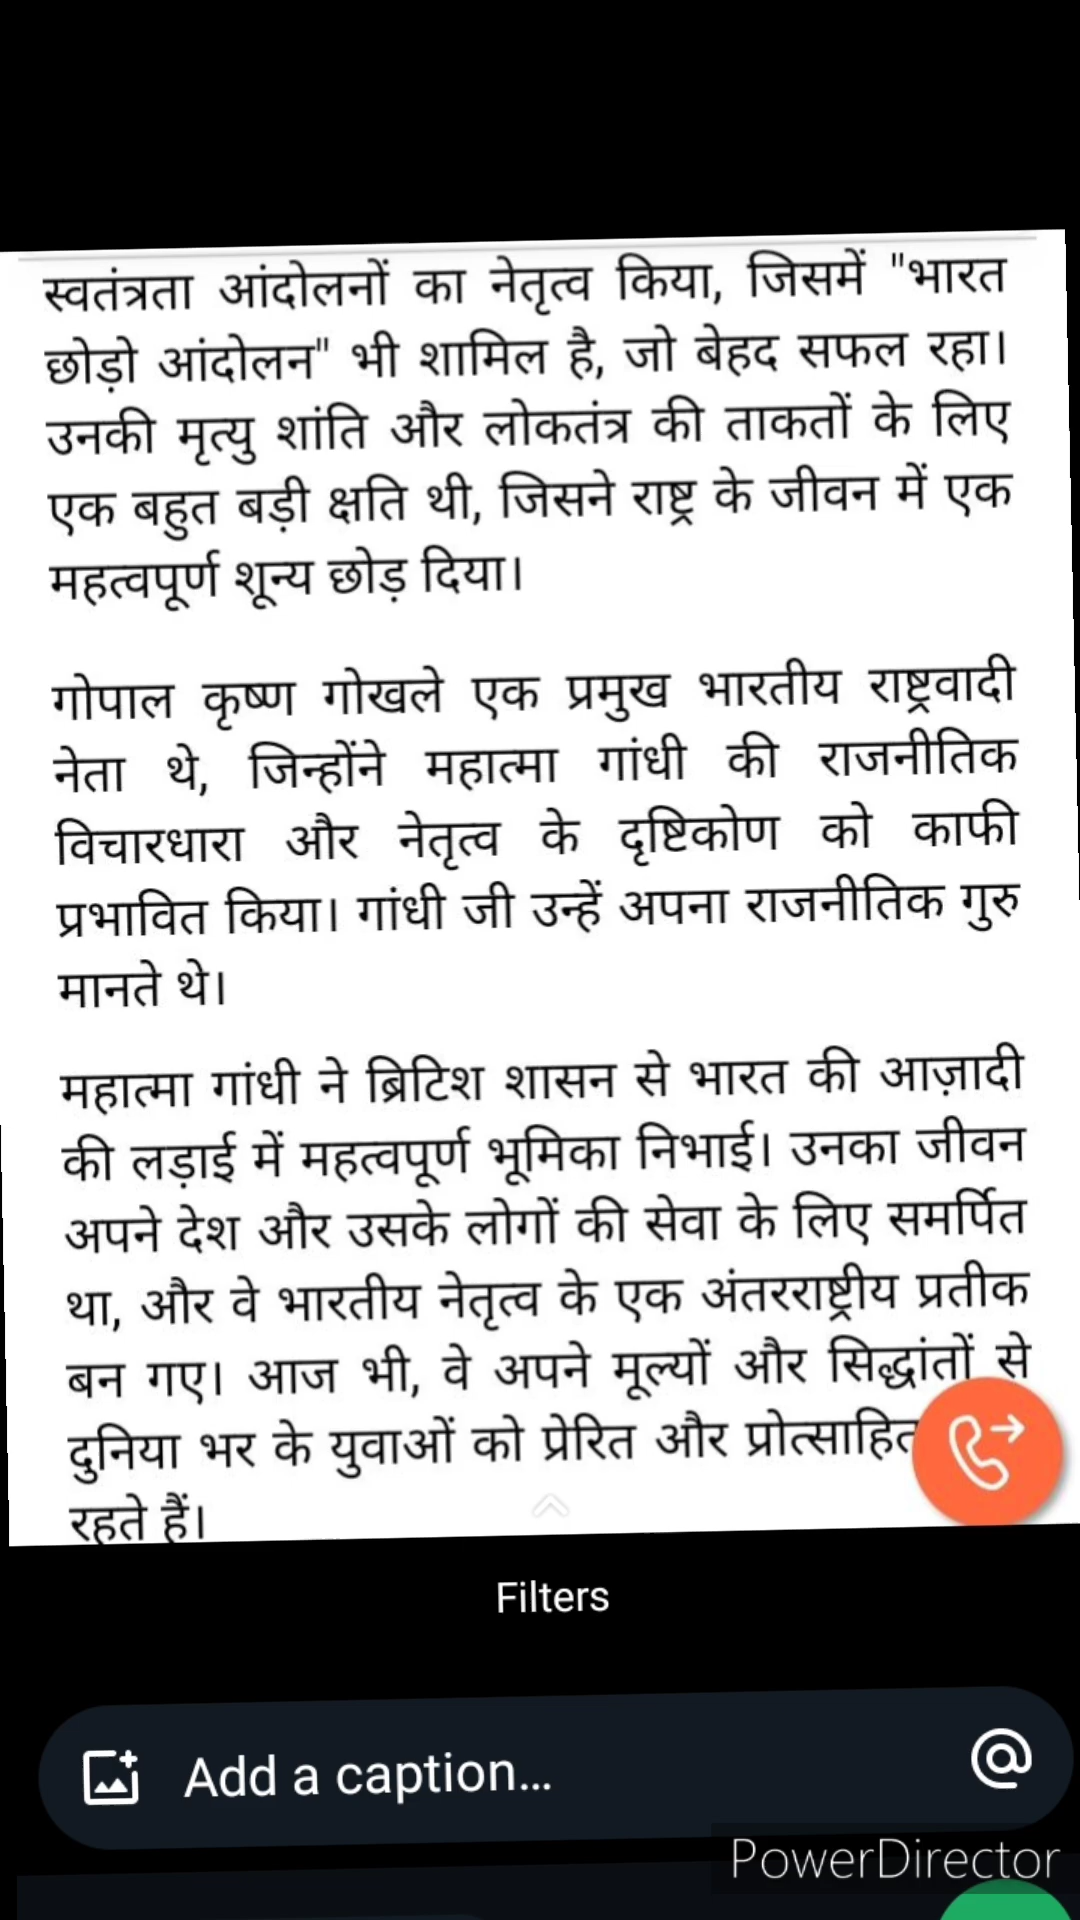 स्वतंत्रता आंदोलनों का नेतृत्व किया, जिसमें "भारत
छोड़ो आंदोलन" भी शामिल है, जो बेहद सफल रहा।
उनकी मृत्यु शांति और लोकतंत्र की ताकतों के लिए
एक बहुत बड़ी क्षति थी, जिसने राष्ट्र के जीवन में एक
महत्वपूर्ण शून्य छोड़ दिया।
गोपाल कृष्ण गोखले एक प्रमुख भारतीय राष्ट्रवादी
नेता थे, जिन्होंने महात्मा गांधी की राजनीतिक
विचारधारा और नेतृत्व के दृष्टिकोण को काफी
प्रभावित किया। गांधी जी उन्हें अपना राजनीतिक गुरु
मानते थे।
महात्मा गांधी ने ब्रिटिश शासन से भारत की आज़ादी
की लड़ाई में महत्वपूर्ण भूमिका निभाई। उनका जीवन
अपने देश और उसके लोगों की सेवा के लिए समर्पित
था, और वे भारतीय नेतृत्व के एक अंतरराष्ट्रीय प्रतीक
बन गए। आज भी, वे अपने मूल्यों और सिद्धांतों से
दुनिया भर के युवाओं को प्रेरित और प्रोत्साहित
रहते हैं।
Filters
Add a caption...
PowerDirector